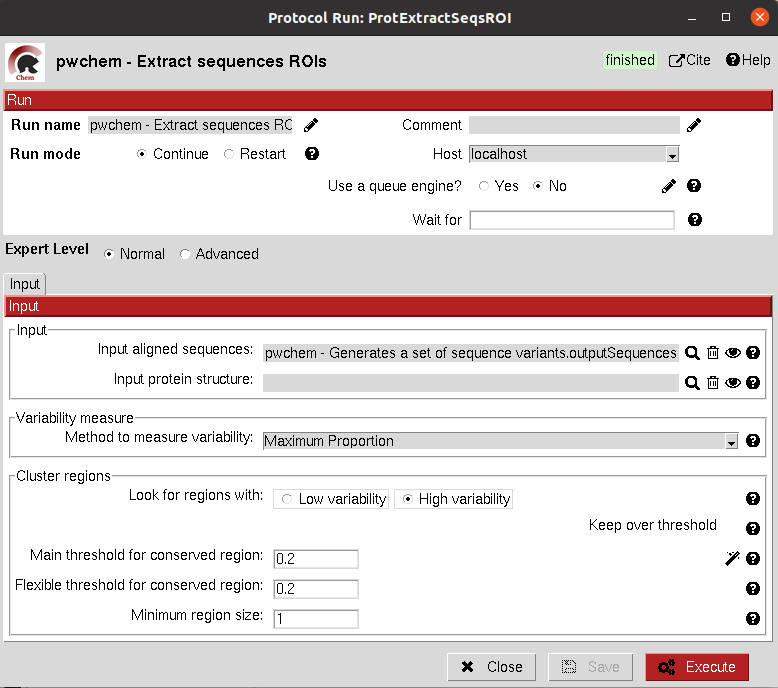 Protocol Run: ProtExtractSeqsROI
Chem
pwchem - Extract sequences ROIs
finished Cite Help
Run
Run name pwchem - Extract sequences RO Comment
Run mode Continue Restart Host localhost
Use a queue engine? Yes No
Wait for
Expert Level Normal Advanced
Input
Input
Input
Input aligned sequences: pwchem - Generates a set of sequence variants.outputSequences
Input protein structure:
Variability measure
Method to measure variability: Maximum Proportion
Cluster regions
Look for regions with: Low variability High variability
Keep over threshold
Main threshold for conserved region: 0.2
Flexible threshold for conserved region: 0.2
Minimum region size: 1
Close Save Execute